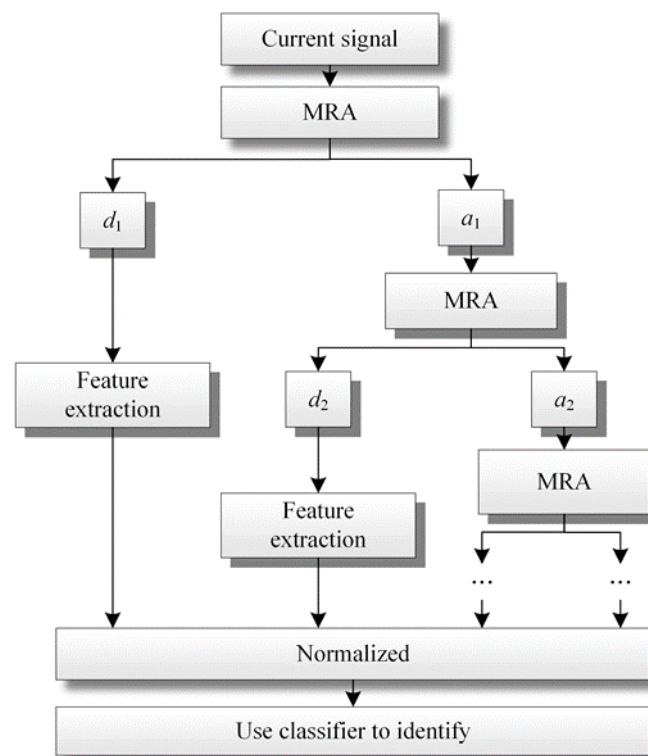 Current signal
MRA
d₁
a₁
MRA
Feature
extraction
d₂
a₂
MRA
Feature
extraction
...
...
Normalized
Use classifier to identify